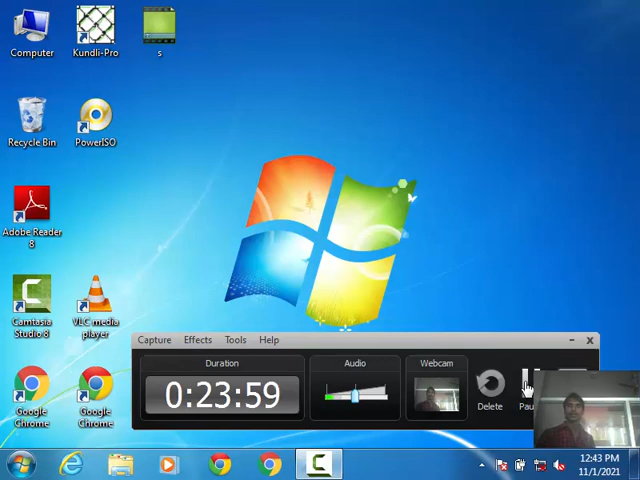 Computer
Kundli-Pro
s
Recycle Bin
PowerISO
Adobe Reader
8
Camtasia
Studio 8
VLC media
player
Google
Chrome
Google
Chrome
Capture
Effects
Tools
Help
Duration
0:23:59
Audio
Webcam
Delete
12:43 PM
11/1/2021